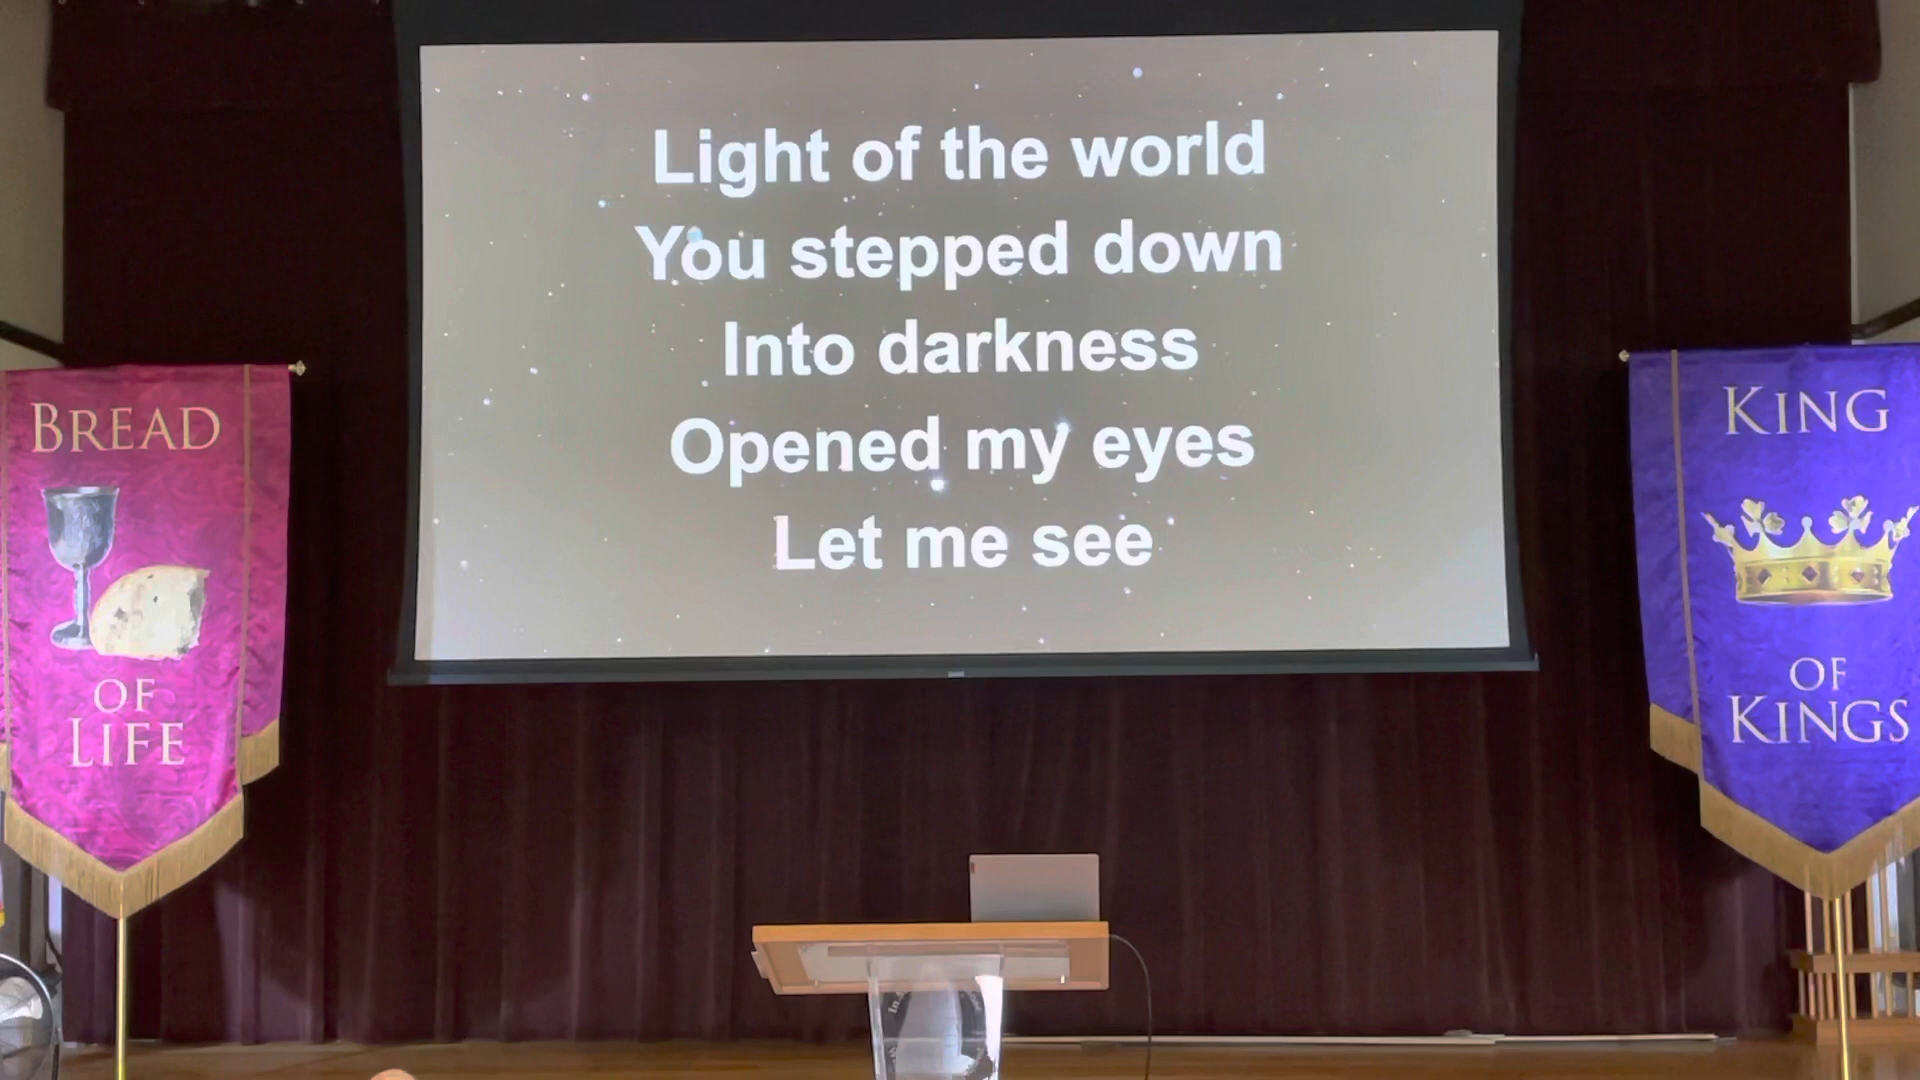 Light of the world
You stepped down
Into darkness
Opened my eyes
Let me see
BREAD
OF
LIFE
KING
OF
KINGS